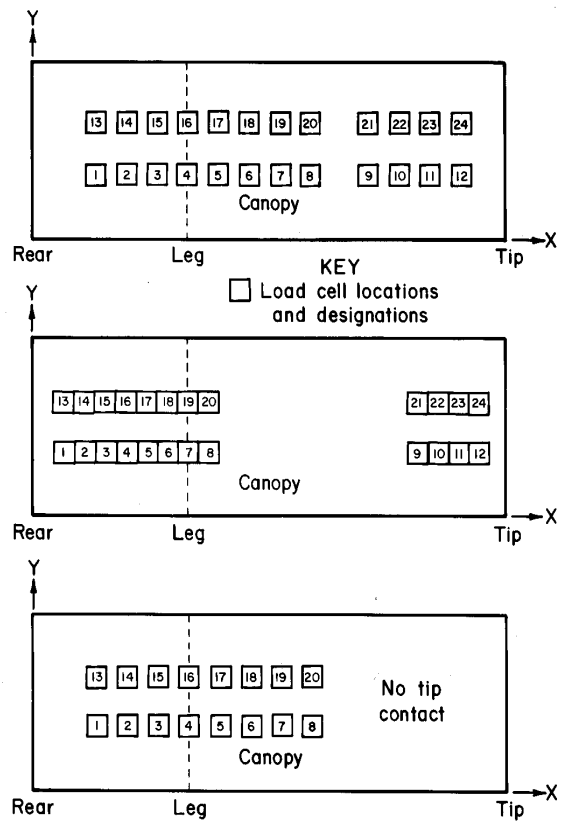 Y
13 14 15 16 17 18 19 20 21 22 23 24
1 2 3 4 5 6 7 8 9 10 11 12
Canopy
X
Rear Leg Tip
KEY
Load cell locations
and designations
Y
13 14 15 16 17 18 19 20 21 22 23 24
1 2 3 4 5 6 7 8 9 10 11 12
Canopy
X
Rear Leg Tip
Y
13 14 15 16 17 18 19 20
No tip
contact
1 2 3 4 5 6 7 8
Canopy
X
Rear Leg Tip